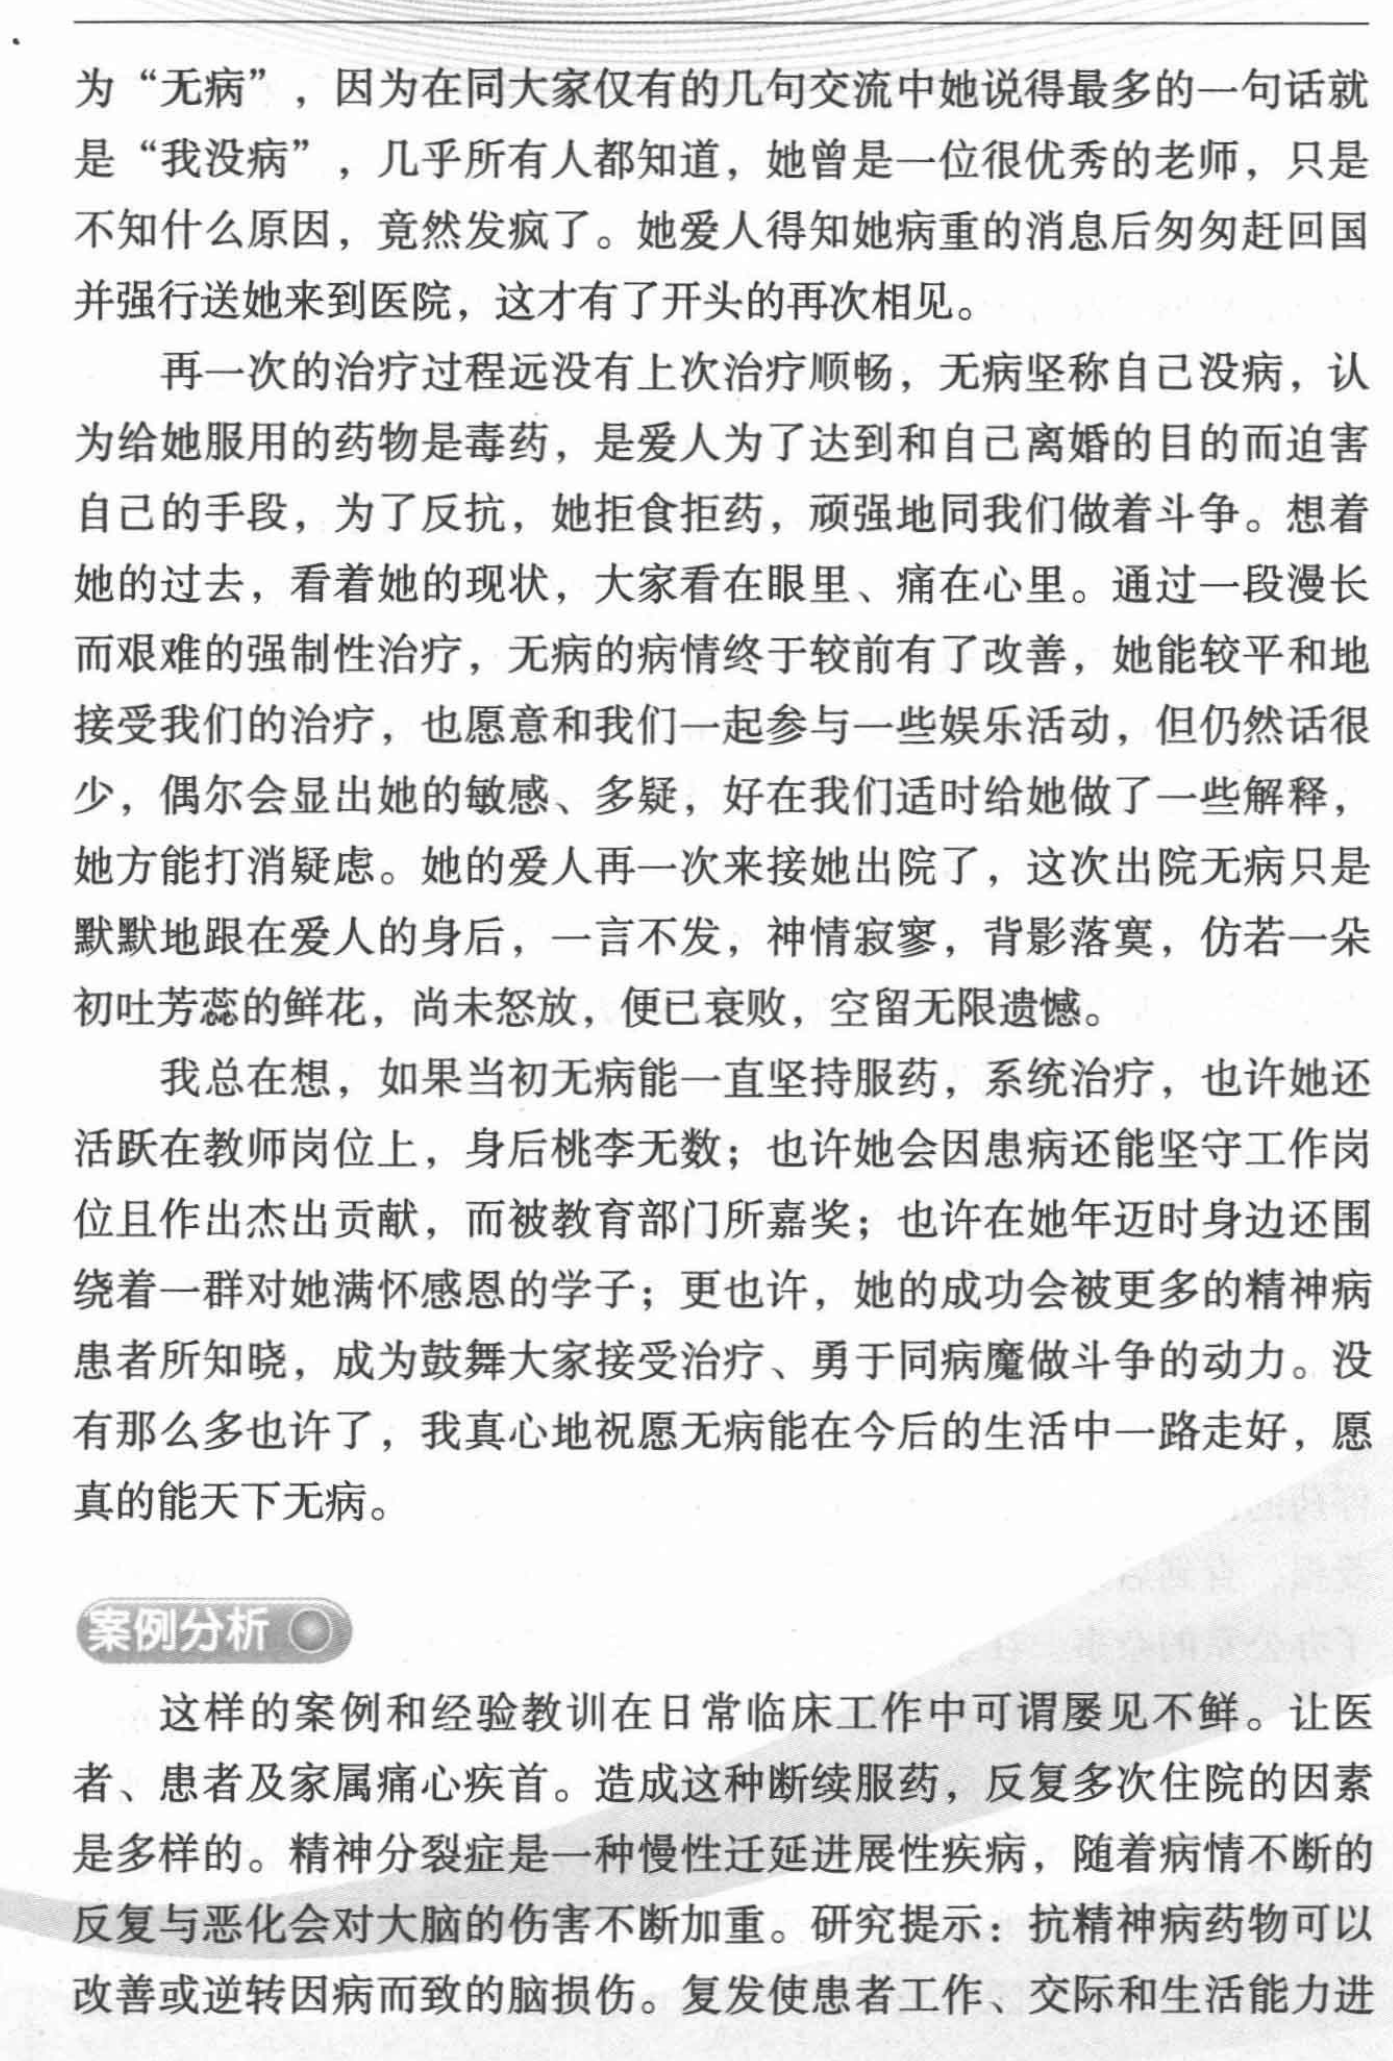 为“无病”，因为在同大家仅有的几句交流中她说得最多的一句话就
是“我没病”，几乎所有人都知道，她曾是一位很优秀的老师，只是
不知什么原因，竟然发疯了。她爱人得知她病重的消息后匆匆赶回国
并强行送她来到医院，这才有了开头的再次相见。
再一次的治疗过程远没有上次治疗顺畅，无病坚称自己没病，认
为给她服用的药物是毒药，是爱人为了达到和自己离婚的目的而迫害
自己的手段，为了反抗，她拒食拒药，顽强地同我们做着斗争。想着
她的过去，看着她的现状，大家看在眼里、痛在心里。通过一段漫长
而艰难的强制性治疗，无病的病情终于较前有了改善，她能较平和地
接受我们的治疗，也愿意和我们一起参与一些娱乐活动，但仍然话很
少，偶尔会显出她的敏感、多疑，好在我们适时给她做了一些解释，
她方能打消疑虑。她的爱人再一次来接她出院了，这次出院无病只是
默默地跟在爱人的身后，一言不发，神情寂寥，背影落寞，仿若一朵
初吐芳蕊的鲜花，尚未怒放，便已衰败，空留无限遗憾。
我总在想，如果当初无病能一直坚持服药，系统治疗，也许她还
活跃在教师岗位上，身后桃李无数；也许她会因患病还能坚守工作岗
位且作出杰出贡献，而被教育部门所嘉奖；也许在她年迈时身边还围
绕着一群对她满怀感恩的学子；更也许，她的成功会被更多的精神病
患者所知晓，成为鼓舞大家接受治疗、勇于同病魔做斗争的动力。没
有那么多也许了，我真心地祝愿无病能在今后的生活中一路走好，愿
真的能天下无病。
案例分析
这样的案例和经验教训在日常临床工作中可谓屡见不鲜。让医
者、患者及家属痛心疾首。造成这种断续服药，反复多次住院的因素
是多样的。精神分裂症是一种慢性迁延进展性疾病，随着病情不断的
反复与恶化会对大脑的伤害不断加重。研究提示：抗精神病药物可以
改善或逆转因病而致的脑损伤。复发使患者工作、交际和生活能力进